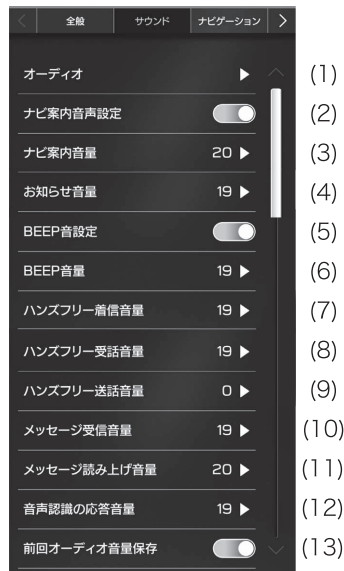 全般 サウンド ナビゲーション
オーディオ (1)
ナビ案内音声設定 (2)
ナビ案内音量 20 (3)
お知らせ音量 19 (4)
BEEP音設定 (5)
BEEP音量 19 (6)
ハンズフリー着信音量 19 (7)
ハンズフリー受話音量 19 (8)
ハンズフリー送話音量 0 (9)
メッセージ受信音量 19 (10)
メッセージ読み上げ音量 20 (11)
音声認識の応答音量 19 (12)
前回オーディオ音量保存 (13)